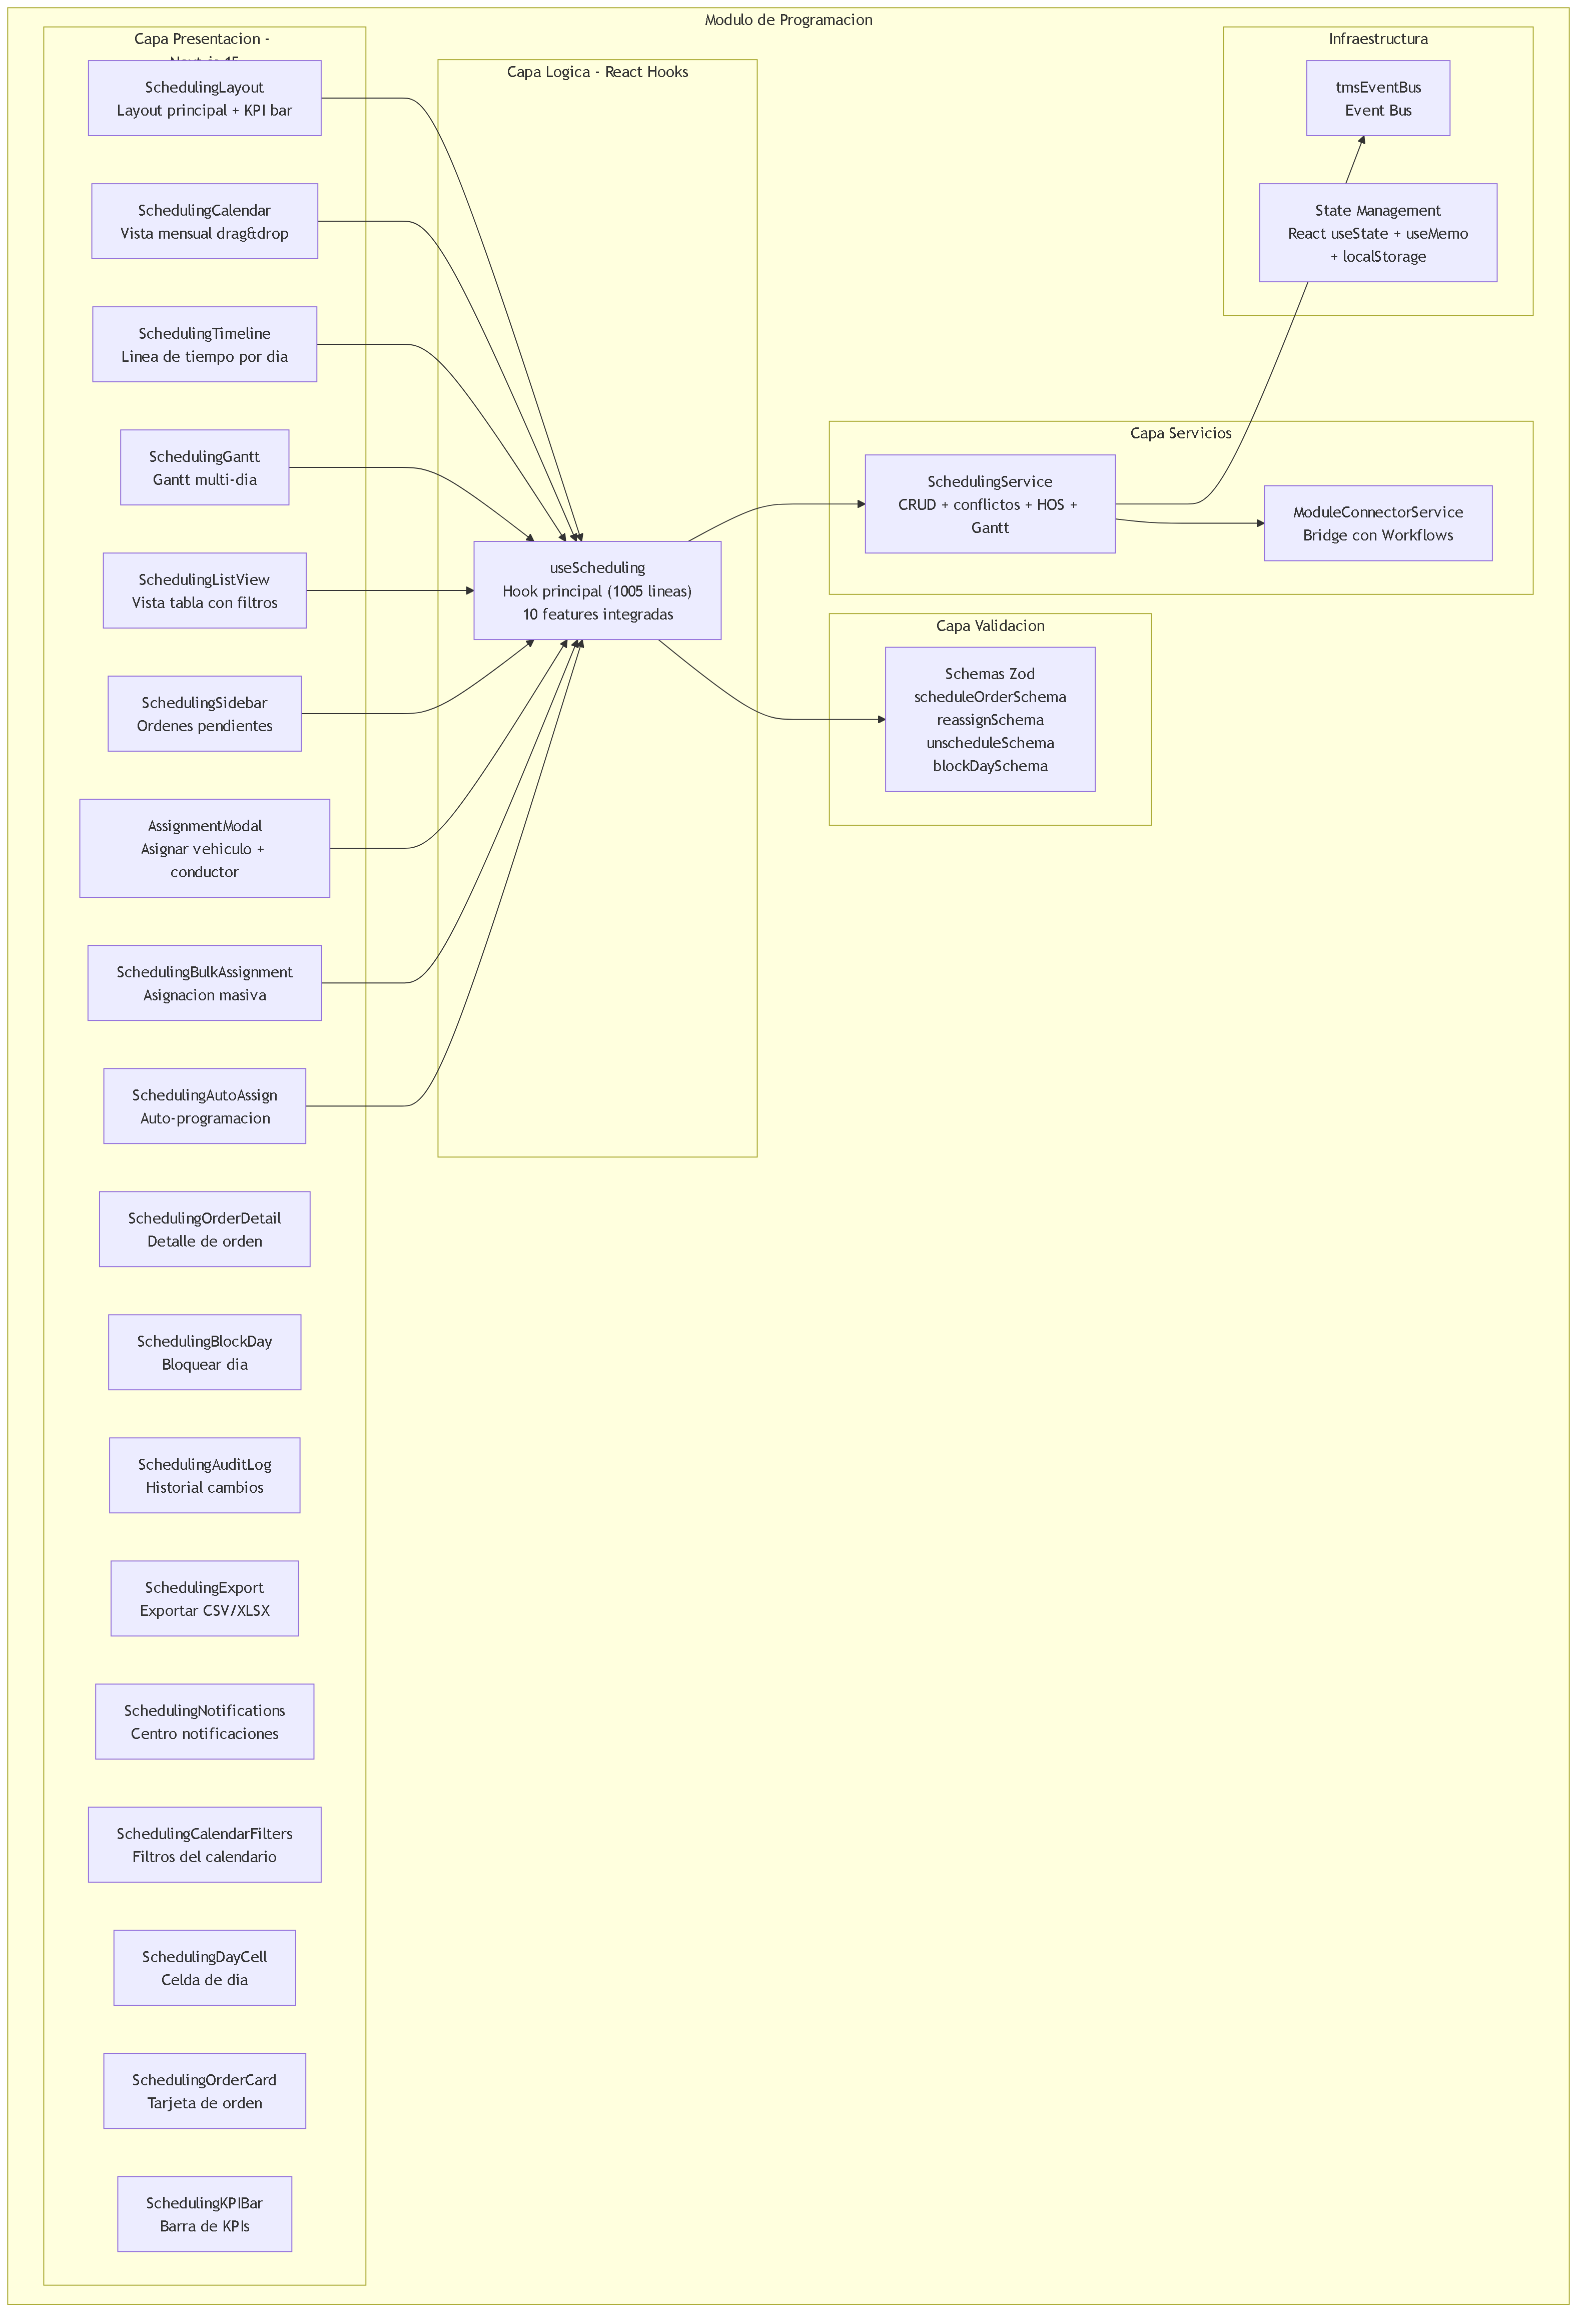 Modulo de Programacion
Capa Presentacion -
SchedulingLayout
Layout principal + KPI bar
SchedulingCalendar
Vista mensual drag&drop
SchedulingTimeline
Linea de tiempo por dia
SchedulingGantt
Gantt multi-dia
SchedulingListView
Vista tabla con filtros
SchedulingSidebar
Ordenes pendientes
AssignmentModal
Asignar vehiculo +
conductor
SchedulingBulkAssignment
Asignacion masiva
SchedulingAutoAssign
Auto-programacion
SchedulingOrderDetail
Detalle de orden
SchedulingBlockDay
Bloquear dia
SchedulingAuditLog
Historial cambios
SchedulingExport
Exportar CSV/XLSX
SchedulingNotifications
Centro notificaciones
SchedulingCalendarFilters
Filtros del calendario
SchedulingDayCell
Celda de dia
SchedulingOrderCard
Tarjeta de orden
SchedulingKPIBar
Barra de KPIs
Capa Logica - React Hooks
useScheduling
Hook principal (1005 lineas)
10 features integradas
Infraestructura
tmsEventBus
Event Bus
State Management
React useState + useMemo
+ localStorage
Capa Servicios
SchedulingService
CRUD + conflictos + HOS +
Gantt
ModuleConnectorService
Bridge con Workflows
Capa Validacion
Schemas Zod
scheduleOrderSchema
reassignSchema
unscheduleSchema
blockDaySchema